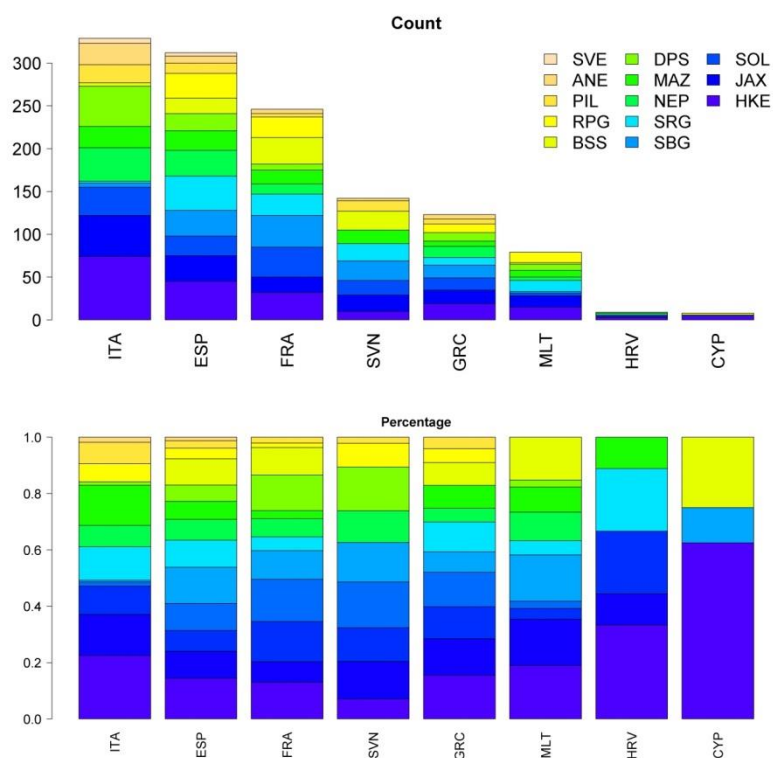 Count
300
250
200
150
100
50
0
SVE DPS SOL
ANE MAZ JAX
PIL NEP HKE
RPG SRG
BSS SBG
ITA ESP FRA SVN GRC MLT HRV CYP
Percentage
1.0
0.8
0.6
0.4
0.2
0.0
ITA ESP FRA SVN GRC MLT HRV CYP